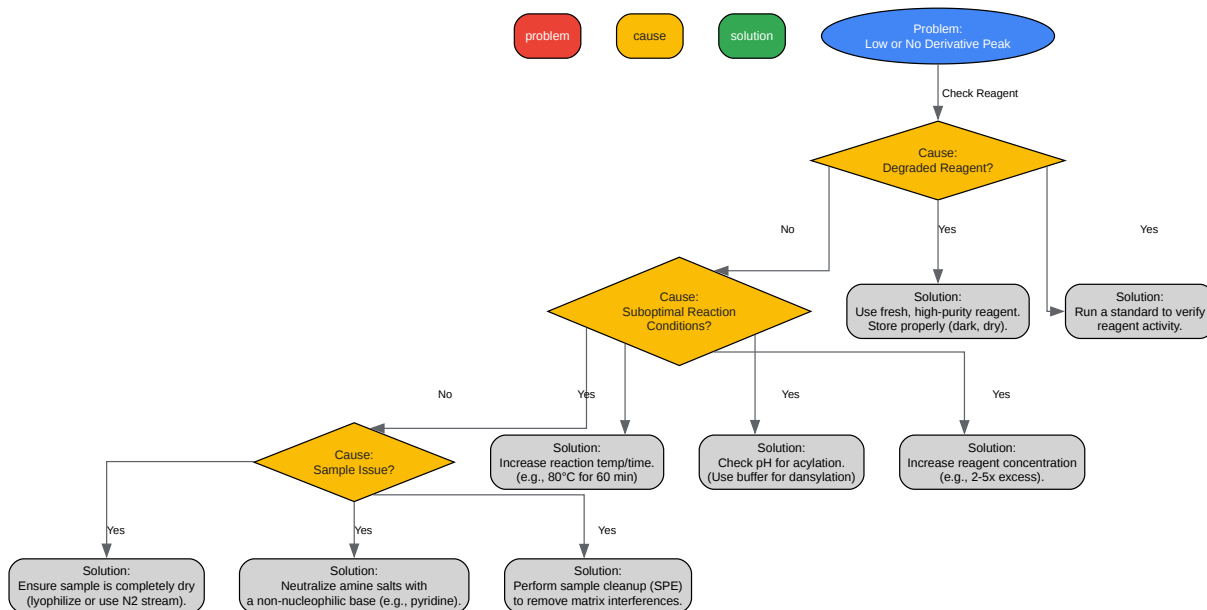 problem
cause
solution
Problem:
Low or No Derivative Peak
Check Reagent
Cause:
Degraded Reagent?
No
Yes
Yes
Cause:
Suboptimal Reaction
Conditions?
Solution:
Use fresh, high-purity reagent.
Store properly (dark, dry).
Solution:
Run a standard to verify
reagent activity.
No
Yes
Yes
Yes
Cause:
Sample Issue?
Solution:
Increase reaction temp/time.
(e.g., 80°C for 60 min)
Solution:
Check pH for acylation.
(Use buffer for dansylation)
Solution:
Increase reagent concentration
(e.g., 2-5x excess).
Yes
Yes
Yes
Solution:
Ensure sample is completely dry
(lyophilize or use N2 stream).
Solution:
Neutralize amine salts with
a non-nucleophilic base (e.g., pyridine).
Solution:
Perform sample cleanup (SPE)
to remove matrix interferences.